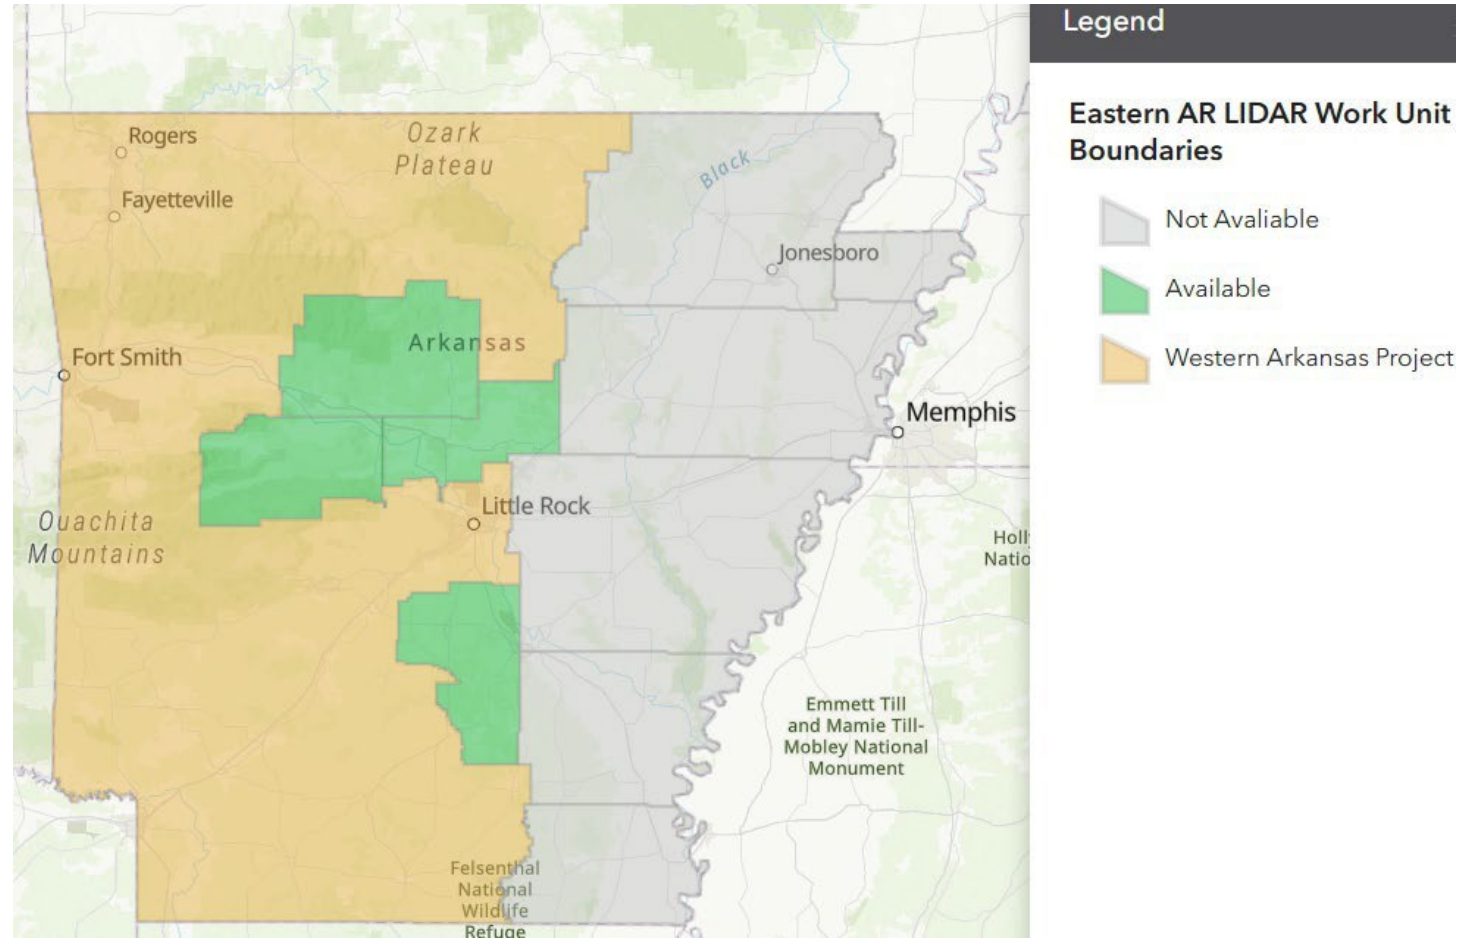 Legend
Eastern AR LIDAR Work Unit
Boundaries
Not Avaliable
Available
Western Arkansas Project
Rogers
Ozark
Plateau
Black
Fayetteville
Jonesboro
Arkansas
Fort Smith
Memphis
Little Rock
Ouachita
Mountains
Holl
Natio
Emmett Till
and Mamie Till-
Mobley National
Monument
Felsenthal
National
Wildlife
Refuge